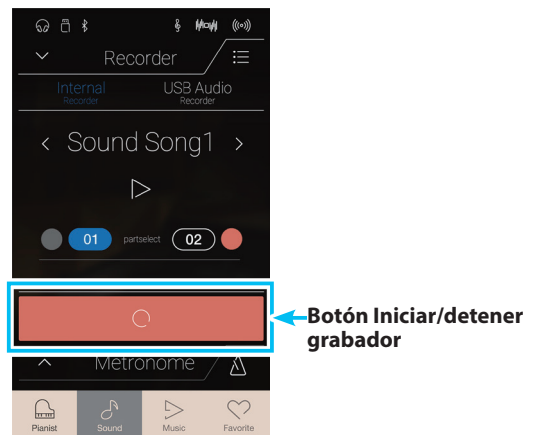 Recorder
Internal
Recorder
USB Audio
Recorder
Sound Song1
01 partselect 02
Botón Iniciar/detener
grabador
Metronome
Pianist Sound Music Favorite